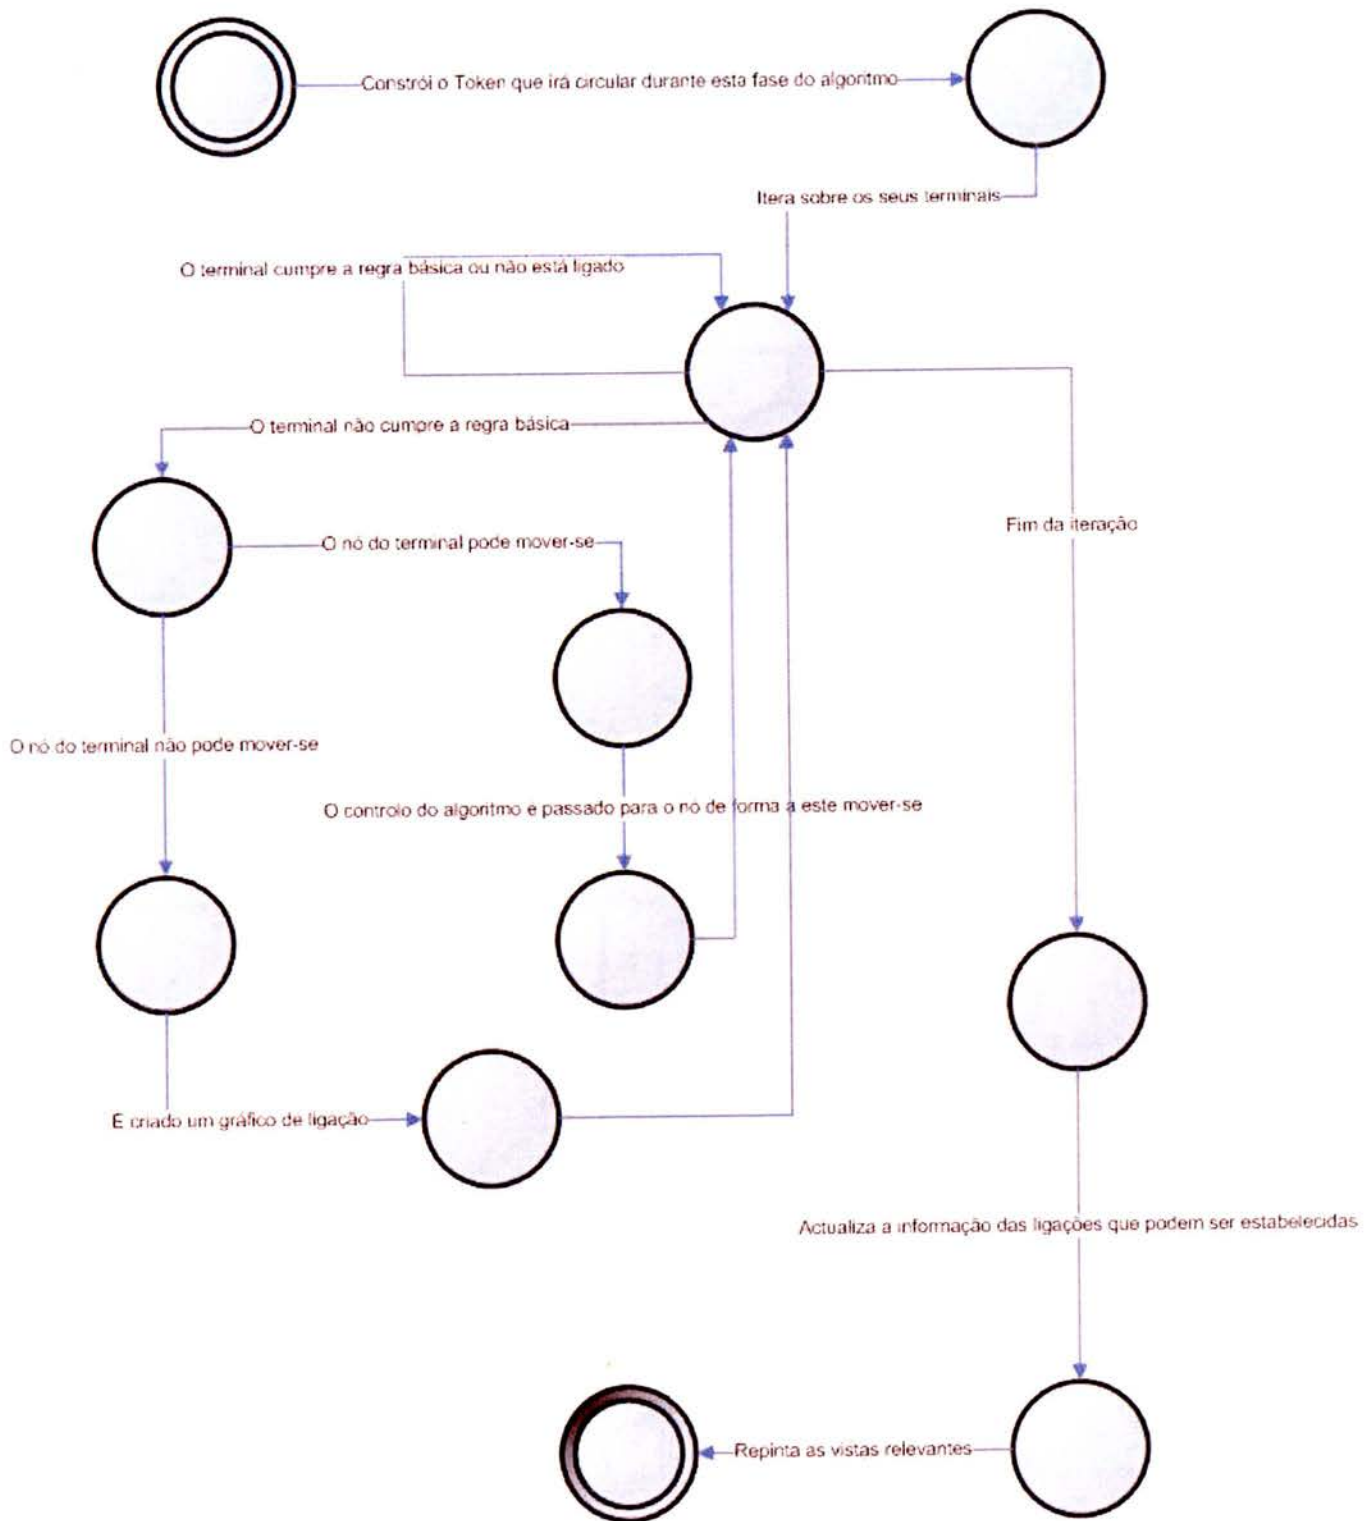 Constrói o Token que irá circular durante esta fase do algoritmo
Itera sobre os seus terminais
O terminal cumpre a regra básica ou não está ligado
O terminal não cumpre a regra básica
Fim da iteração
O nó do terminal pode mover-se
O nó do terminal não pode mover-se
O controlo do algoritmo e passado para o nó de forma a este mover-se
E criado um gráfico de ligação
Actualiza a informação das ligações que podem ser estabelecidas
Repinta as vistas relevantes